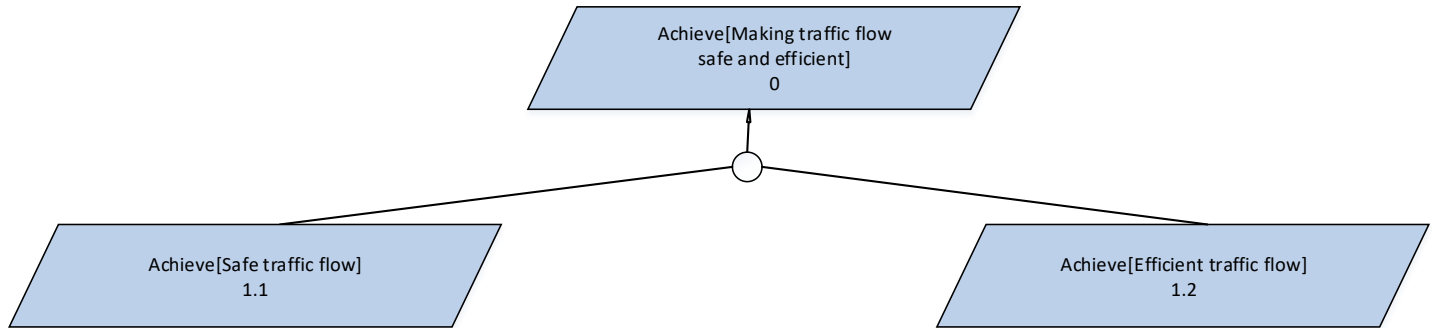 Achieve[Making traffic flow
safe and efficient]
0
Achieve[Safe traffic flow]
1.1
Achieve[Efficient traffic flow]
1.2